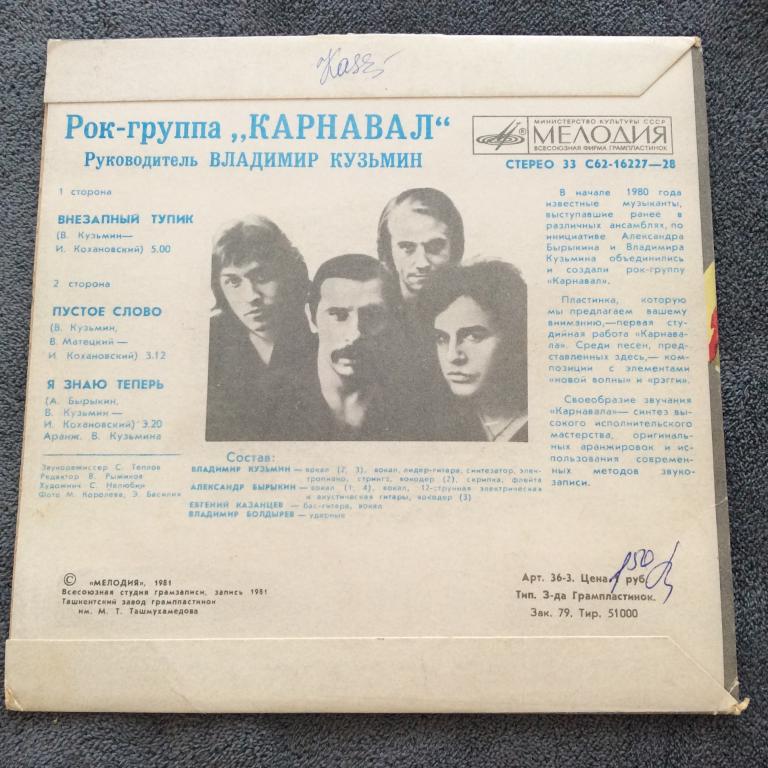 Рок-группа „КАРНАВАЛ“
Руководитель ВЛАДИМИР КУЗЬМИН
МИНИСТЕРСТВО КУЛЬТУРЫ СССР
® МЕЛОДИЯ
ВСЕСОЮЗНАЯ ФИРМА ГРАМПЛАСТИНОК
СТЕРЕО 33 С62-16227—28
1 сторона
ВНЕЗАПНЫЙ ТУПИК
(В. Кузьмин—
И. Кохановский) 5.00
2 сторона
ПУСТОЕ СЛОВО
(В. Кузьмин,
В. Матецкий—
И. Кохановский) 3.12
Я ЗНАЮ ТЕПЕРЬ
(А. Бырыкин,
В. Кузьмин—
И. Кохановский) 3.20
Аранж. В. Кузьмина
Звукорежиссер С. Теплов
Редактор В. Рыжиков
Художник С. Нелюбин
Фото М. Королева, Э. Басилия
В начале 1980 года
известные музыканты,
выступавшие ранее в
различных ансамблях, по
инициативе Александра
Бырыкина и Владимира
Кузьмина объединились
и создали рок-группу
«Карнавал».
Пластинка, которую
мы предлагаем вашему
вниманию,—первая сту-
дийная работа «Карнава-
ла». Среди песен, пред-
ставленных здесь,— ком-
позиции с элементами
«новой волны» и «рэгги».
Своеобразие звучания
«Карнавала»— синтез вы-
сокого исполнительского
мастерства, оригиналь-
ных аранжировок и ис-
пользования современ-
ных методов звуко-
записи.
Состав:
ВЛАДИМИР КУЗЬМИН— вокал (2, 3), вокал, лидер-гитара, синтезатор, элек-
тропиано, стрингз, вокодер (2), скрипка, флейта
АЛЕКСАНДР БЫРЫКИН— вокал (1, 4), вокал, 12-струнная электрическая
и акустическая гитары, вокодер (3)
ЕВГЕНИЙ КАЗАНЦЕВ — бас-гитара, вокал
ВЛАДИМИР БОЛДЫРЕВ— ударные
© «МЕЛОДИЯ», 1981
Всесоюзная студия грамзаписи, запись 1981
Ташкентский завод грампластинок
им. М. Т. Ташмухамедова
Арт. 36-3. Цена руб.
Тип. З-да Грампластинок.
Зак. 79. Тир. 51000